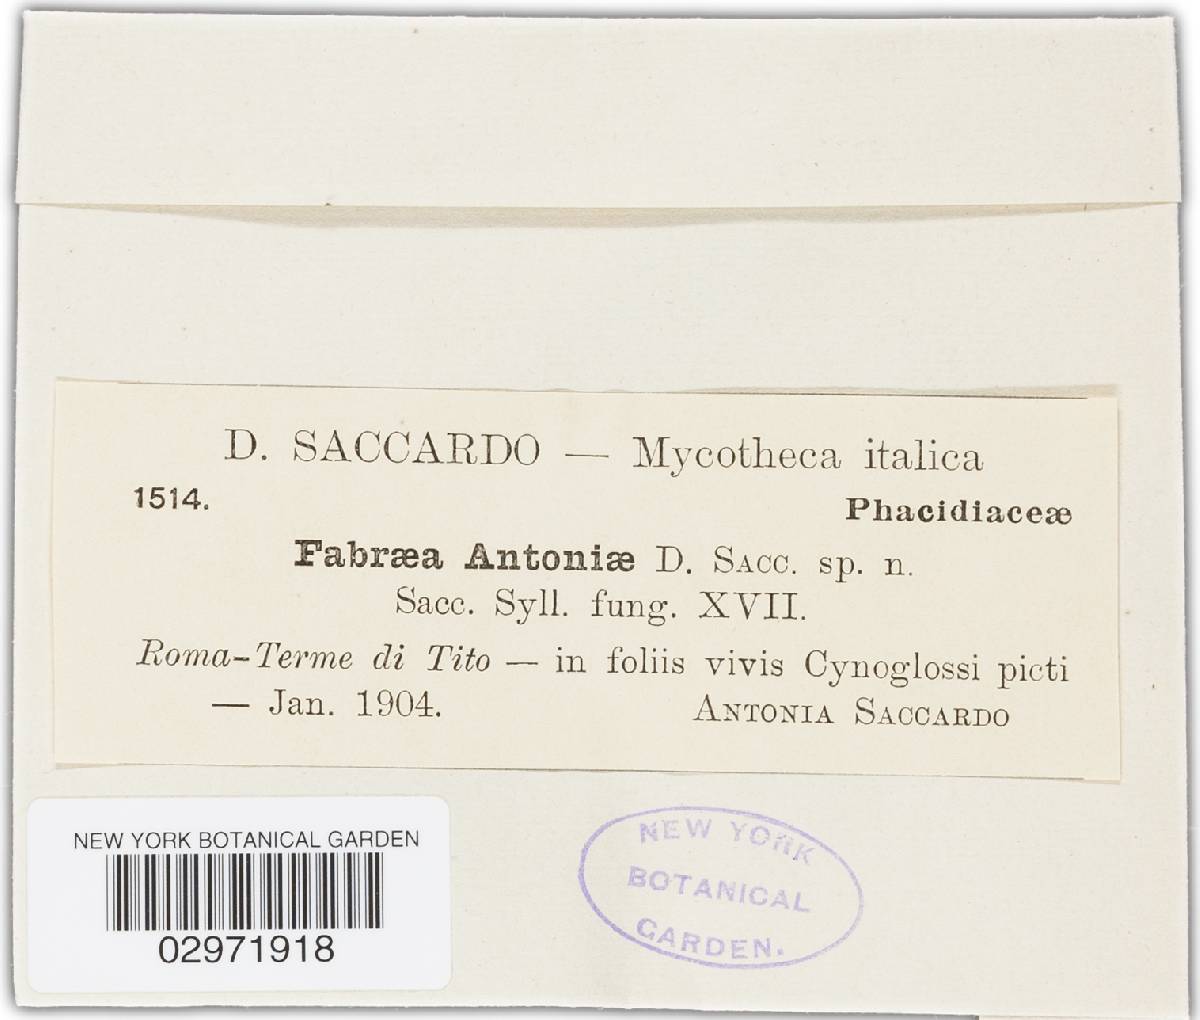 D. SACCARDO — Mycotheca italica
1514.
Phacidiaceæ
Fabræa Antoniæ D. SACC. sp. n.
Sacc. Syll. fung. XVII.
Roma-Terme di Tito — in foliis vivis Cynoglossi picti
— Jan. 1904.
ANTONIA SACCARDO
NEW YORK BOTANICAL GARDEN
02971918
NEW YORK
BOTANICAL
GARDEN.